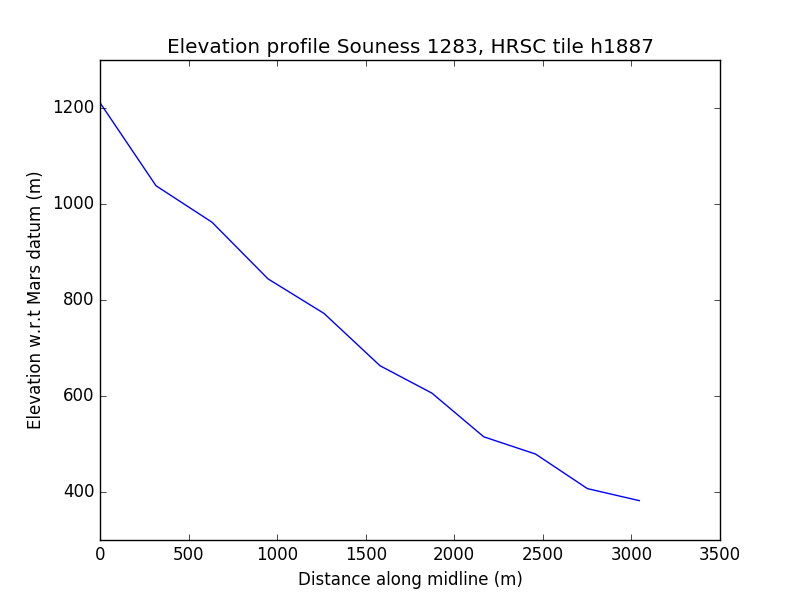 Elevation profile Souness 1283, HRSC tile h1887
1200
1000
800
600
400
Elevation w.r.t Mars datum (m)
0 500 1000 1500 2000 2500 3000 3500
Distance along midline (m)